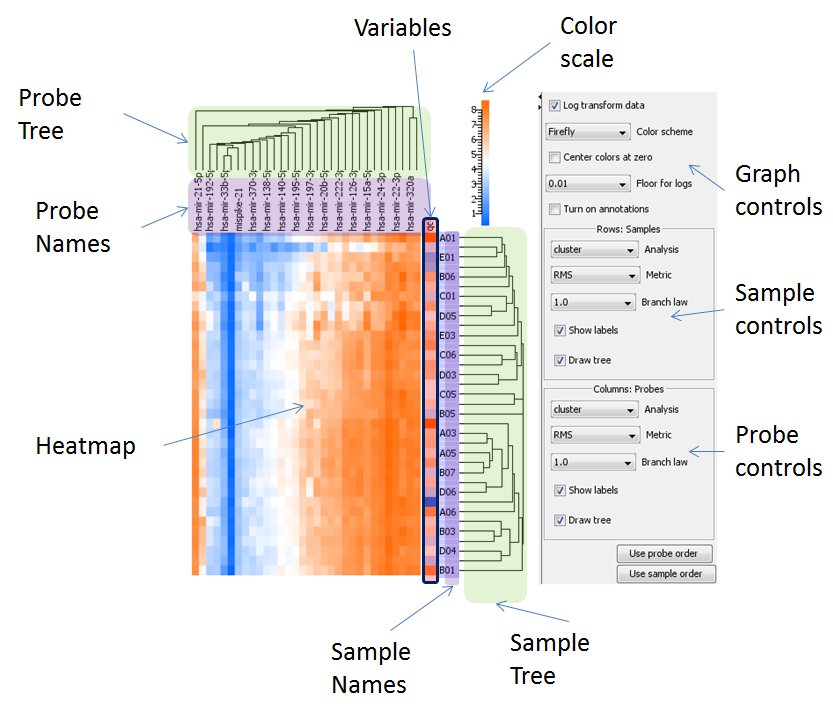 Variables
Color
scale
Probe
Tree
Probe
Names
Heatmap
hsa-mir-21-5p
hsa-mir-192-5p
hsa-mir-33b-5p
mispike-21
hsa-mir-370-3p
hsa-mir-138-5p
hsa-mir-140-5p
hsa-mir-195-5p
hsa-mir-197-3p
hsa-mir-20b-5p
hsa-mir-222-3p
hsa-mir-126-3p
hsa-mir-15a-5p
hsa-mir-24-3p
hsa-mir-22-3p
hsa-mir-320a
qc
8
7
6
5
4
3
2
1
A01
E01
B06
C01
D05
E03
C06
D03
C05
B05
A03
A05
B07
D06
A06
B03
D04
B01
Log transform data
Firefly Color scheme
Center colors at zero
0.01 Floor for logs
Turn on annotations
Rows: Samples
cluster Analysis
RMS Metric
1.0 Branch law
Show labels
Draw tree
Columns: Probes
cluster Analysis
RMS Metric
1.0 Branch law
Show labels
Draw tree
Use probe order
Use sample order
Graph
controls
Sample
controls
Probe
controls
Sample
Names
Sample
Tree